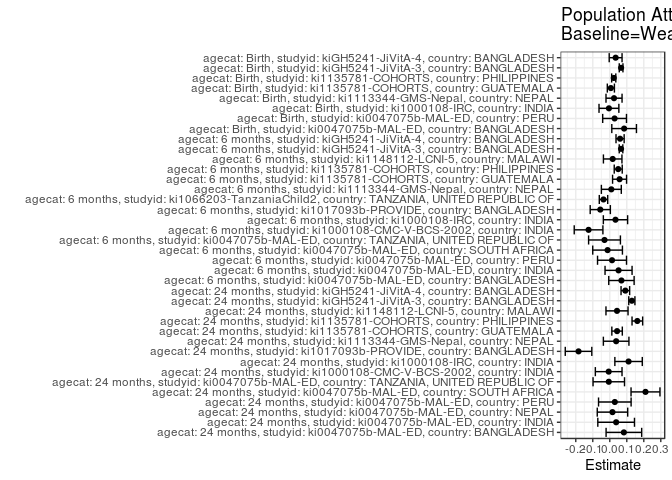 Population Att
Baseline=Wea
agecat: Birth, studyid: kiGH5241-JiVitA-4, country: BANGLADESH
agecat: Birth, studyid: kiGH5241-JiVitA-3, country: BANGLADESH
agecat: Birth, studyid: ki1135781-COHORTS, country: PHILIPPINES
agecat: Birth, studyid: ki1135781-COHORTS, country: GUATEMALA
agecat: Birth, studyid: ki1113344-GMS-Nepal, country: NEPAL
agecat: Birth, studyid: ki1000108-IRC, country: INDIA
agecat: Birth, studyid: ki0047075b-MAL-ED, country: PERU
agecat: Birth, studyid: ki0047075b-MAL-ED, country: BANGLADESH
agecat: 6 months, studyid: kiGH5241-JiVitA-4, country: BANGLADESH
agecat: 6 months, studyid: kiGH5241-JiVitA-3, country: BANGLADESH
agecat: 6 months, studyid: ki1148112-LCNI-5, country: MALAWI
agecat: 6 months, studyid: ki1135781-COHORTS, country: PHILIPPINES
agecat: 6 months, studyid: ki1135781-COHORTS, country: GUATEMALA
agecat: 6 months, studyid: ki1113344-GMS-Nepal, country: NEPAL
agecat: 6 months, studyid: ki1066203-TanzaniaChild2, country: TANZANIA, UNITED REPUBLIC OF
agecat: 6 months, studyid: ki1017093b-PROVIDE, country: BANGLADESH
agecat: 6 months, studyid: ki1000108-IRC, country: INDIA
agecat: 6 months, studyid: ki1000108-CMC-V-BCS-2002, country: INDIA
agecat: 6 months, studyid: ki0047075b-MAL-ED, country: TANZANIA, UNITED REPUBLIC OF
agecat: 6 months, studyid: ki0047075b-MAL-ED, country: SOUTH AFRICA
agecat: 6 months, studyid: ki0047075b-MAL-ED, country: PERU
agecat: 6 months, studyid: ki0047075b-MAL-ED, country: INDIA
agecat: 6 months, studyid: ki0047075b-MAL-ED, country: BANGLADESH
agecat: 24 months, studyid: kiGH5241-JiVitA-4, country: BANGLADESH
agecat: 24 months, studyid: kiGH5241-JiVitA-3, country: BANGLADESH
agecat: 24 months, studyid: ki1148112-LCNI-5, country: MALAWI
agecat: 24 months, studyid: ki1135781-COHORTS, country: PHILIPPINES
agecat: 24 months, studyid: ki1135781-COHORTS, country: GUATEMALA
agecat: 24 months, studyid: ki1113344-GMS-Nepal, country: NEPAL
agecat: 24 months, studyid: ki1017093b-PROVIDE, country: BANGLADESH
agecat: 24 months, studyid: ki1000108-IRC, country: INDIA
agecat: 24 months, studyid: ki1000108-CMC-V-BCS-2002, country: INDIA
agecat: 24 months, studyid: ki0047075b-MAL-ED, country: TANZANIA, UNITED REPUBLIC OF
agecat: 24 months, studyid: ki0047075b-MAL-ED, country: SOUTH AFRICA
agecat: 24 months, studyid: ki0047075b-MAL-ED, country: PERU
agecat: 24 months, studyid: ki0047075b-MAL-ED, country: NEPAL
agecat: 24 months, studyid: ki0047075b-MAL-ED, country: INDIA
agecat: 24 months, studyid: ki0047075b-MAL-ED, country: BANGLADESH
-0.20.10.00.10.20.3
Estimate